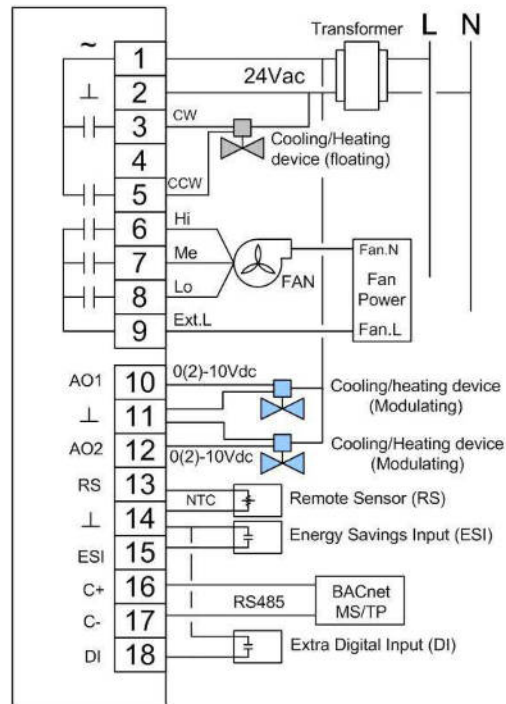 Transformer L N
~ 1
24Vac
⊥ 2
CW
3
Cooling/Heating
device (floating)
4
CCW
5
Hi
6
Me
7
Lo
8
FAN
Fan.N
Fan
Power
Fan.L
Ext.L
9
AO1 10 0(2)-10Vdc
Cooling/heating device
(Modulating)
⊥ 11
AO2 12 0(2)-10Vdc
Cooling/Heating device
(Modulating)
RS 13 NTC Remote Sensor (RS)
⊥ 14
Energy Savings Input (ESI)
ESI 15
C+ 16
RS485
BACnet
MS/TP
C- 17
DI 18 Extra Digital Input (DI)